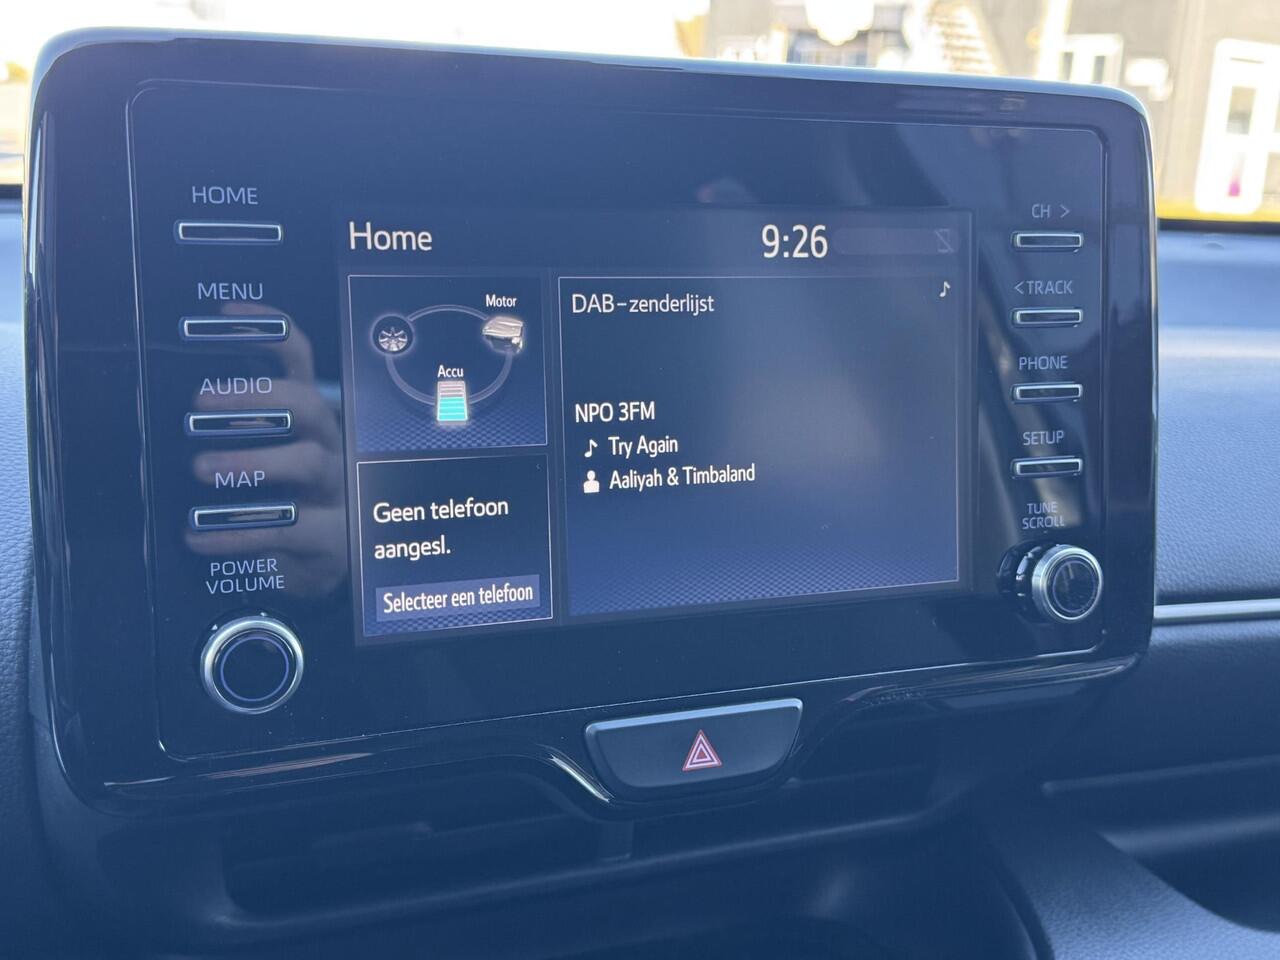 HOME
MENU
AUDIO
MAP
POWER
VOLUME
Home
9:26
Motor
Accu
Geen telefoon
aangesl.
Selecteer een telefoon
DAB-zenderlijst
NPO 3FM
Try Again
Aaliyah & Timbaland
CH >
<TRACK
PHONE
SETUP
TUNE
SCROLL